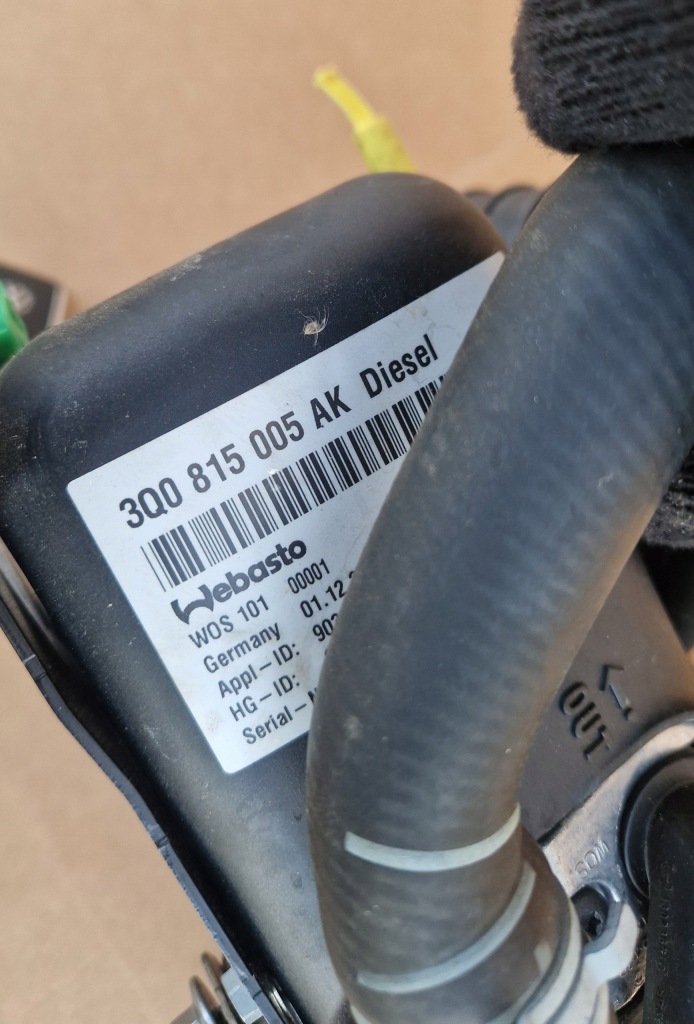 3Q0 815 005 AK Diesel
Webasto
WOS 101 00001
Germany 01.12
Appl-ID:
HG-ID:
OUT